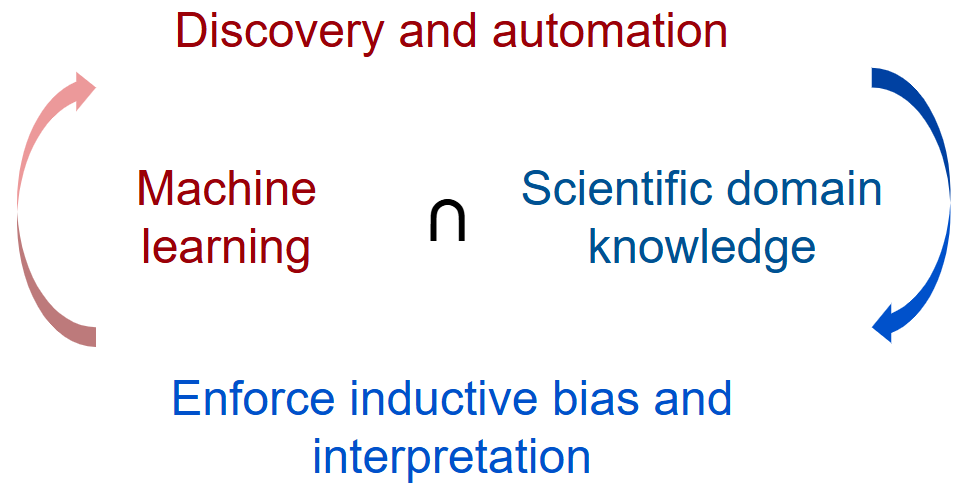 Discovery and automation
Machine
learning
∩
Scientific domain
knowledge
Enforce inductive bias and
interpretation